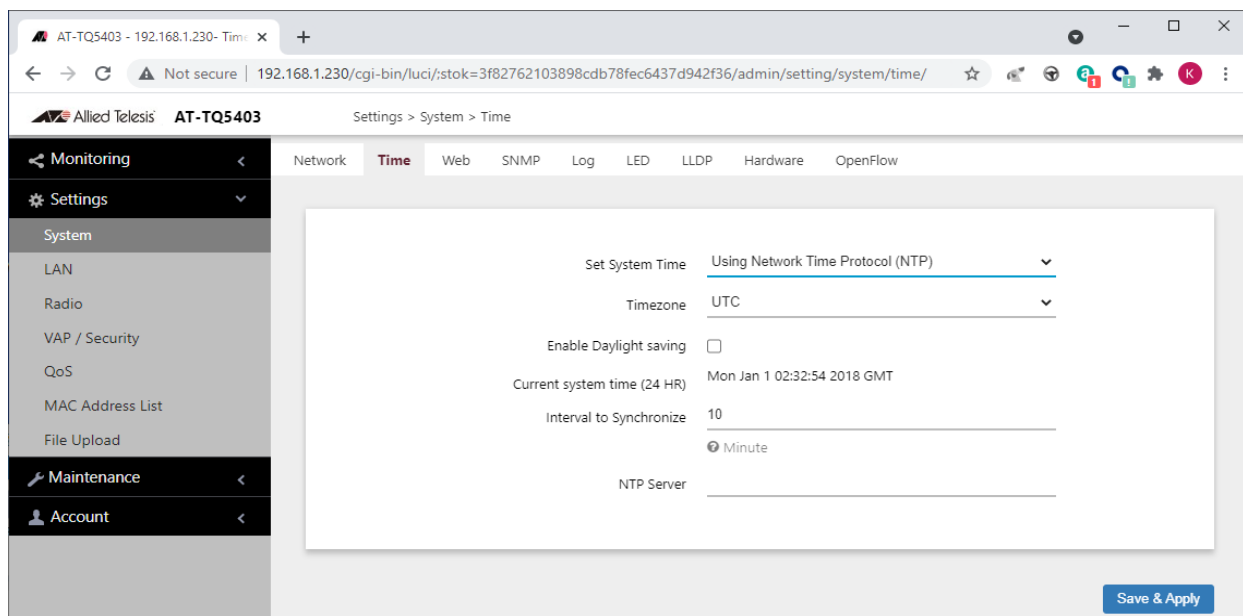 AT-TQ5403 - 192.168.1.230- Time
Not secure 192.168.1.230/cgi-bin/luci/;stok=3f82762103898cdb78fec6437d942f36/admin/setting/system/time/
K
Allied Telesis AT-TQ5403 Settings > System > Time
Monitoring
Settings
System
LAN
Radio
VAP / Security
QoS
MAC Address List
File Upload
Maintenance
Account
Network Time Web SNMP Log LED LLDP Hardware OpenFlow
Set System Time Using Network Time Protocol (NTP)
Timezone UTC
Enable Daylight saving
Current system time (24 HR) Mon Jan 1 02:32:54 2018 GMT
Interval to Synchronize 10
Minute
NTP Server
Save & Apply